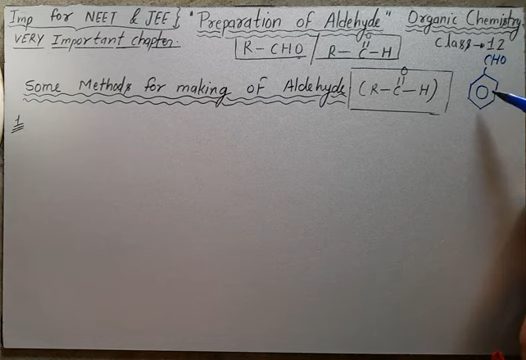 Imp for NEET & JEE} "Preparation of Aldehyde" Organic Chemistry
VERY Important chapter. R-CHO / R-C-H Class → 12
O
CHO
Some Methods for making of Aldehyde (R-C-H)
O
1